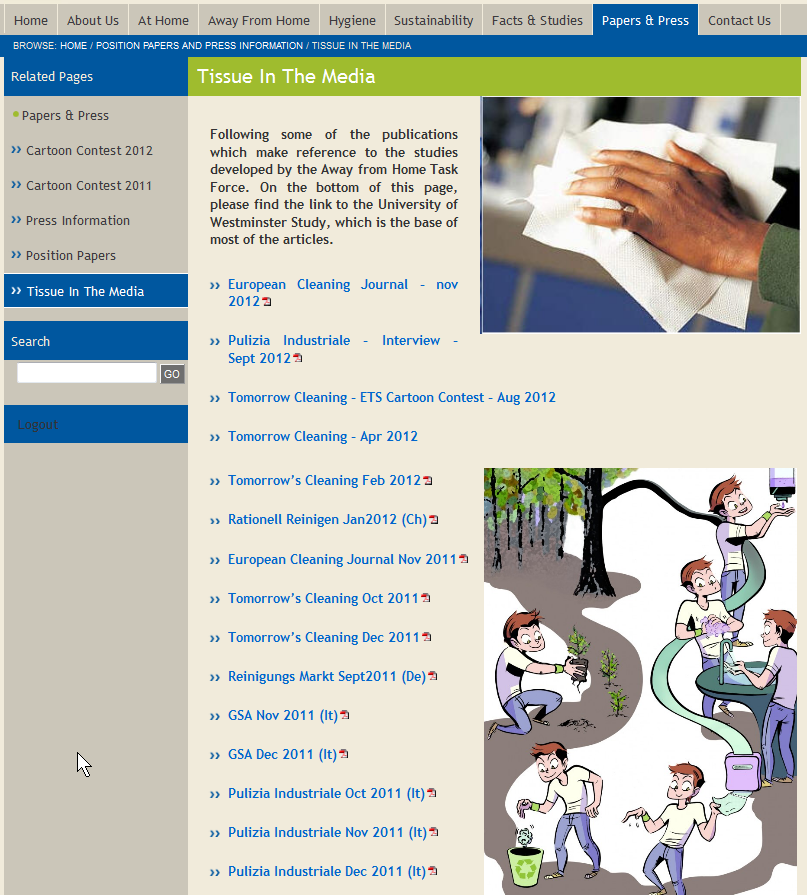 Home About Us At Home Away From Home Hygiene Sustainability Facts & Studies Papers & Press Contact Us
BROWSE: HOME / POSITION PAPERS AND PRESS INFORMATION / TISSUE IN THE MEDIA
Related Pages
Papers & Press
›› Cartoon Contest 2012
›› Cartoon Contest 2011
›› Press Information
›› Position Papers
›› Tissue In The Media
Search
GO
Logout
Tissue In The Media
Following some of the publications
which make reference to the studies
developed by the Away from Home Task
Force. On the bottom of this page,
please find the link to the University of
Westminster Study, which is the base of
most of the articles.
›› European Cleaning Journal – nov
2012
›› Pulizia Industriale – Interview –
Sept 2012
›› Tomorrow Cleaning – ETS Cartoon Contest – Aug 2012
›› Tomorrow Cleaning – Apr 2012
›› Tomorrow’s Cleaning Feb 2012
›› Rationell Reinigen Jan2012 (Ch)
›› European Cleaning Journal Nov 2011
›› Tomorrow’s Cleaning Oct 2011
›› Tomorrow’s Cleaning Dec 2011
›› Reinigungs Markt Sept2011 (De)
›› GSA Nov 2011 (It)
›› GSA Dec 2011 (It)
›› Pulizia Industriale Oct 2011 (It)
›› Pulizia Industriale Nov 2011 (It)
›› Pulizia Industriale Dec 2011 (It)